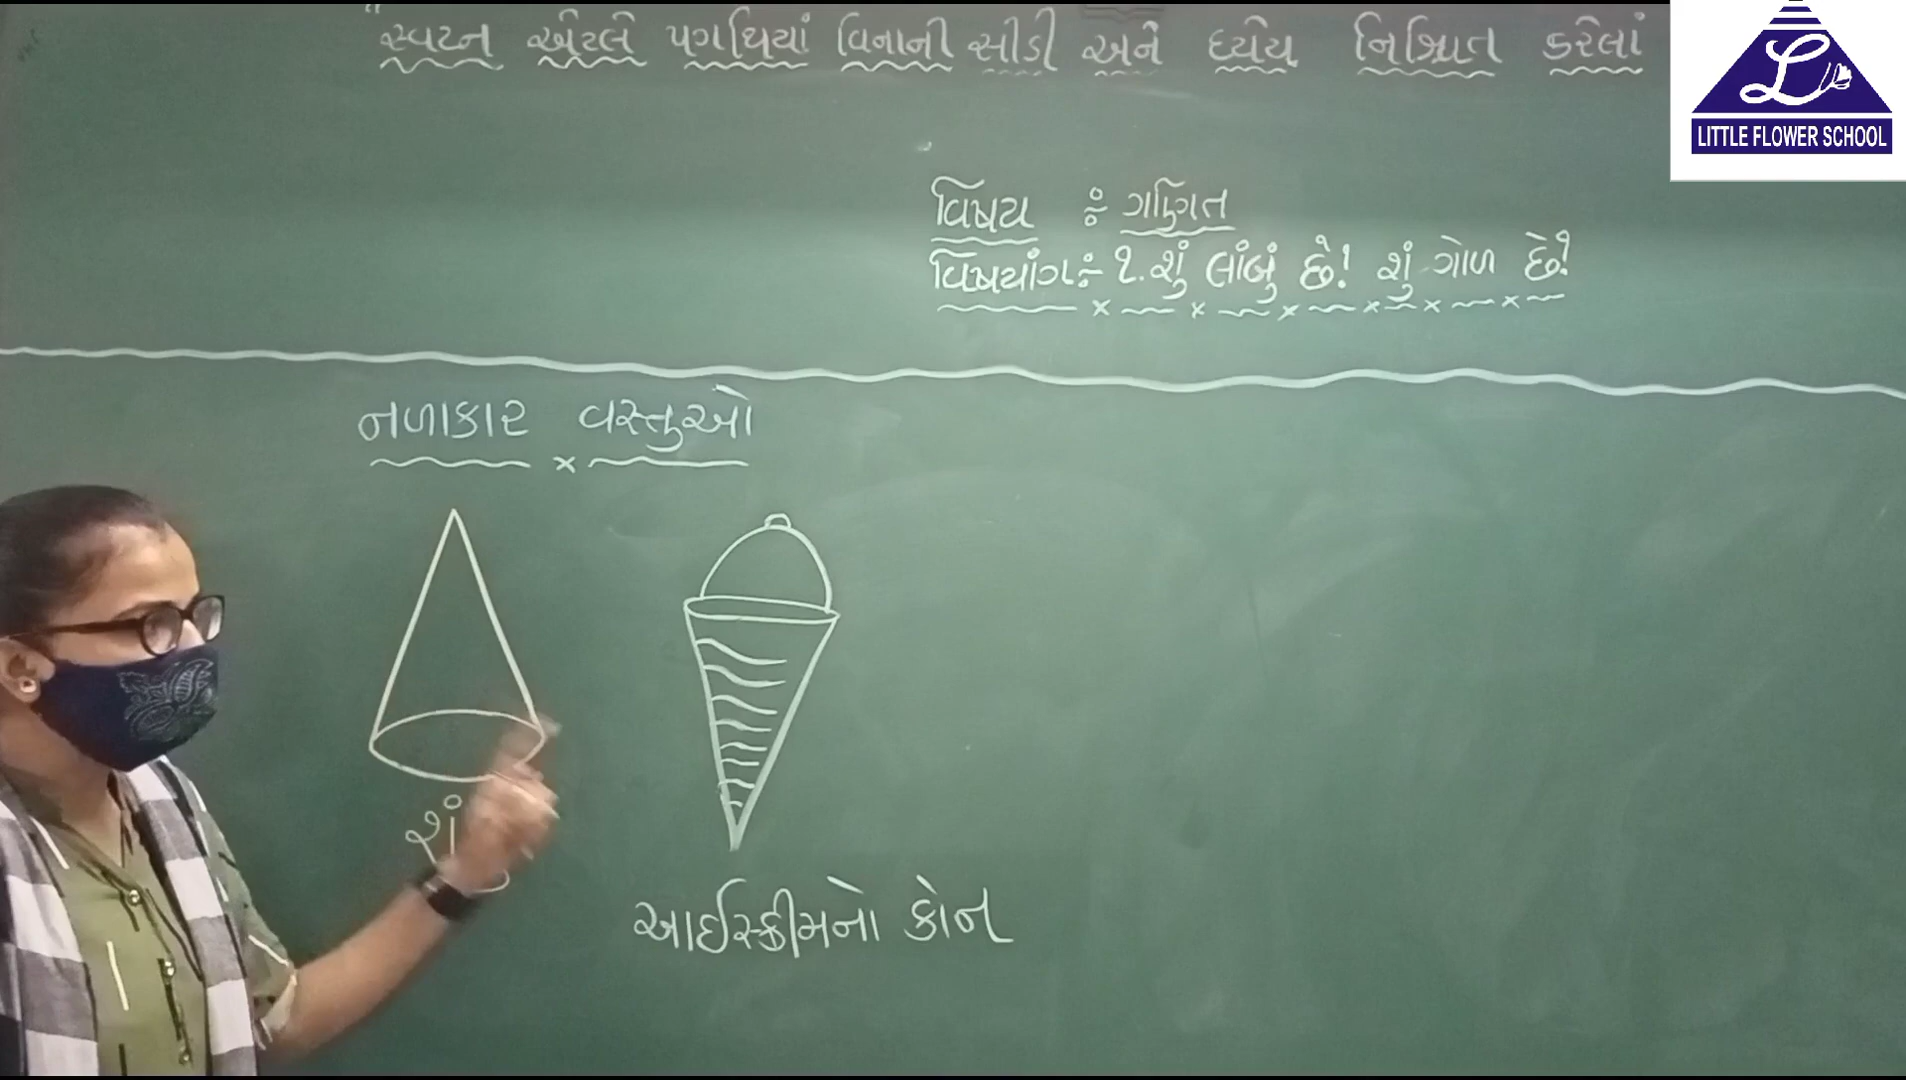 "સ્વપ્ન એટલે પગથિયાં વિનાની સીડી અને ધ્યેય નિશ્ચિત કરેલાં
LITTLE FLOWER SCHOOL
વિષય : ગણિત
વિષયાંગ :- ૧. શું લાંબું છે! શું ગોળ છે!
નળાકાર વસ્તુઓ
આઈસ્ક્રીમનો કોન